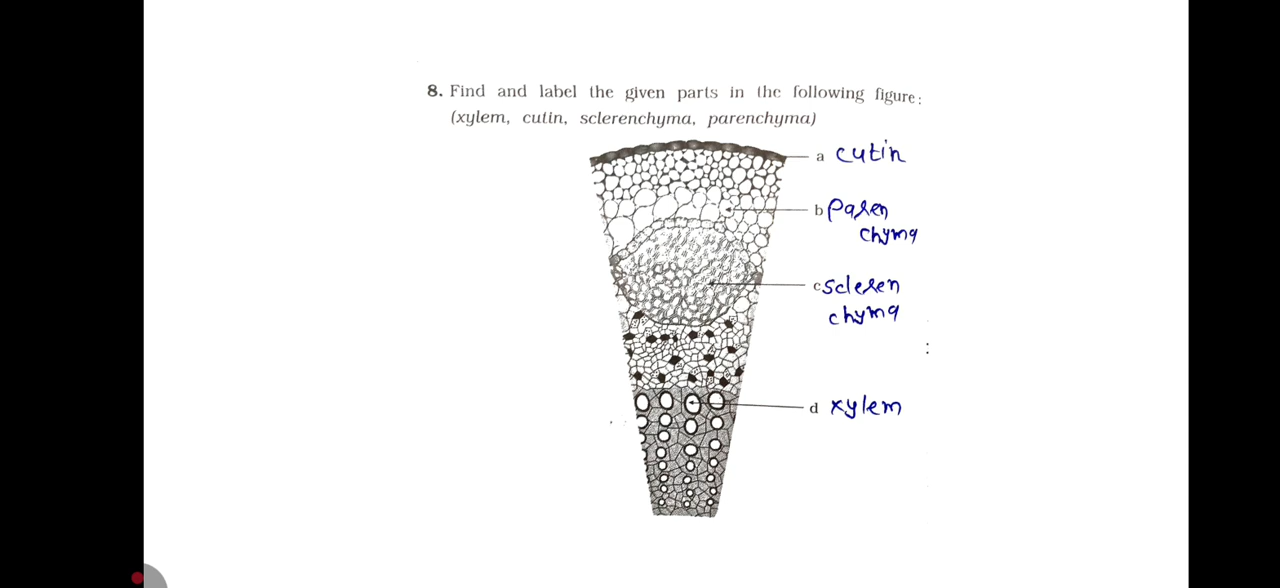 8. Find and label the given parts in the following figure:
(xylem, cutin, sclerenchyma, parenchyma)
a cutin
b Paren
chyma
c Scleren
chyma
:
d xylem